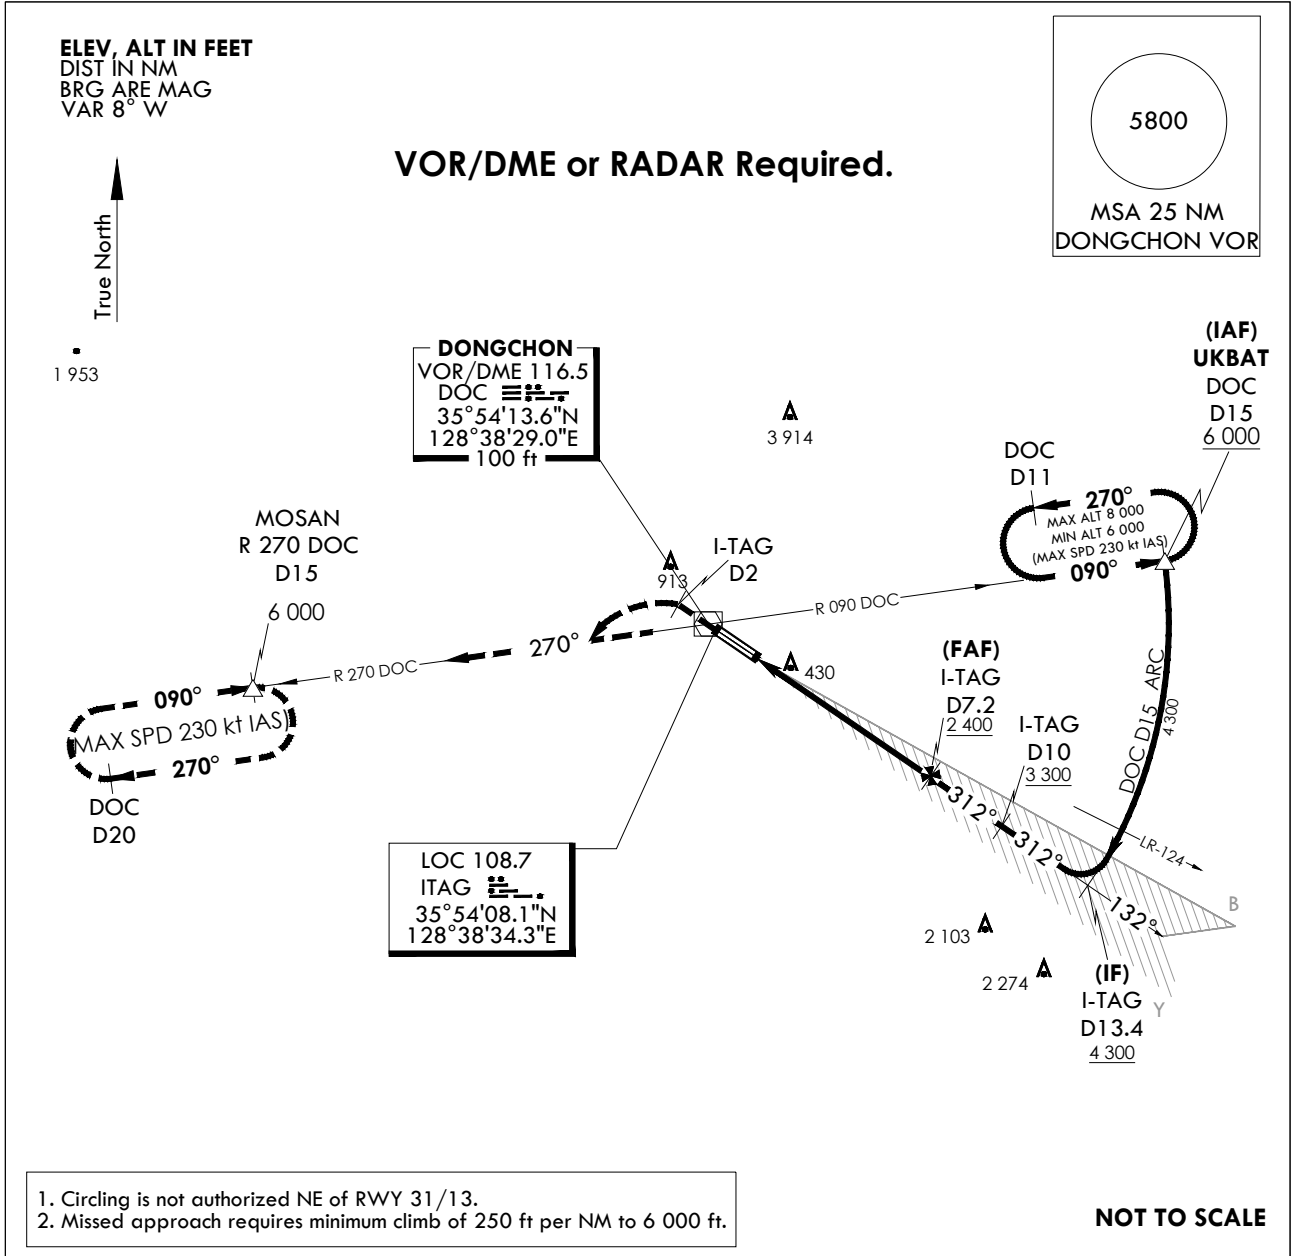 ELEV, ALT IN FEET
DIST IN NM
BRG ARE MAG
VAR 8° W
True North
VOR/DME or RADAR Required.
5800
MSA 25 NM
DONGCHON VOR
1 953
DONGCHON
VOR/DME 116.5
DOC
35°54'13.6"N
128°38'29.0"E
100 ft
3 914
(IAF)
UKBAT
DOC
D15
6 000
DOC
D11
270°
MAX ALT 8 000
MIN ALT 6 000
(MAX SPD 230 kt IAS)
090°
MOSAN
R 270 DOC
D15
6 000
I-TAG
D2
913
R 090 DOC
270°
R 270 DOC
430
(FAF)
I-TAG
D7.2
2 400
I-TAG
D10
3 300
DOC D15 ARC
4 300
090°
MAX SPD 230 kt IAS)
270°
DOC
D20
312°
312°
LR-124
132°
B
Y
LOC 108.7
ITAG
35°54'08.1"N
128°38'34.3"E
2 103
2 274
(IF)
I-TAG
D13.4
4 300
1. Circling is not authorized NE of RWY 31/13.
2. Missed approach requires minimum climb of 250 ft per NM to 6 000 ft.
NOT TO SCALE